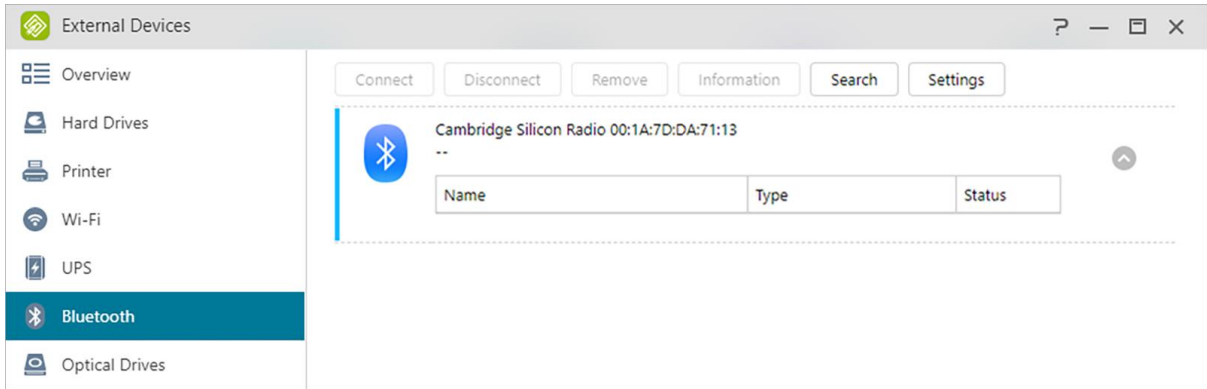 External Devices
Overview
Hard Drives
Printer
Wi-Fi
UPS
Bluetooth
Optical Drives
Connect Disconnect Remove Information Search Settings
Cambridge Silicon Radio 00:1A:7D:DA:71:13
--
Name Type Status